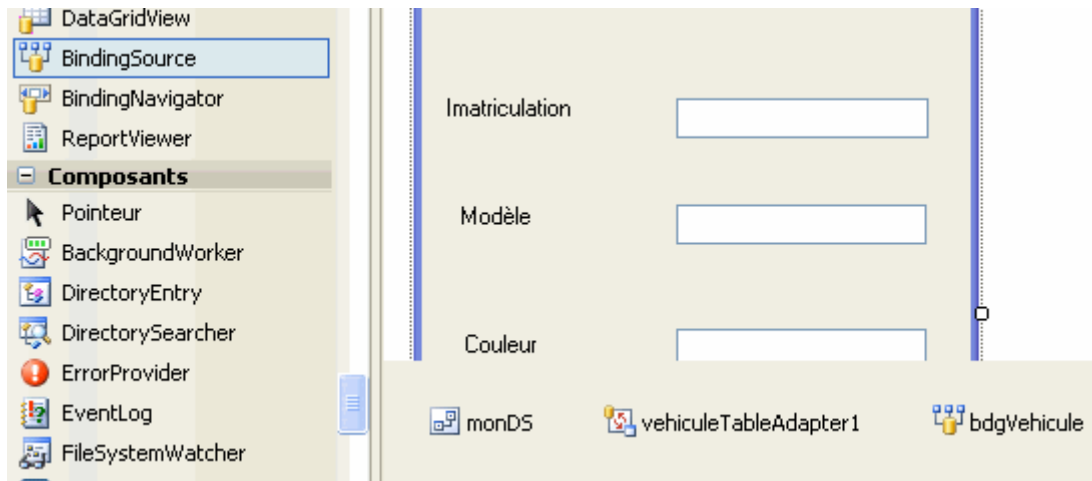 DataGridView
BindingSource
BindingNavigator
ReportViewer
Composants
Pointeur
BackgroundWorker
DirectoryEntry
DirectorySearcher
ErrorProvider
EventLog
FileSystemWatcher
Imatriculation
Modèle
Couleur
monDS
vehiculeTableAdapter1
bdgVehicule